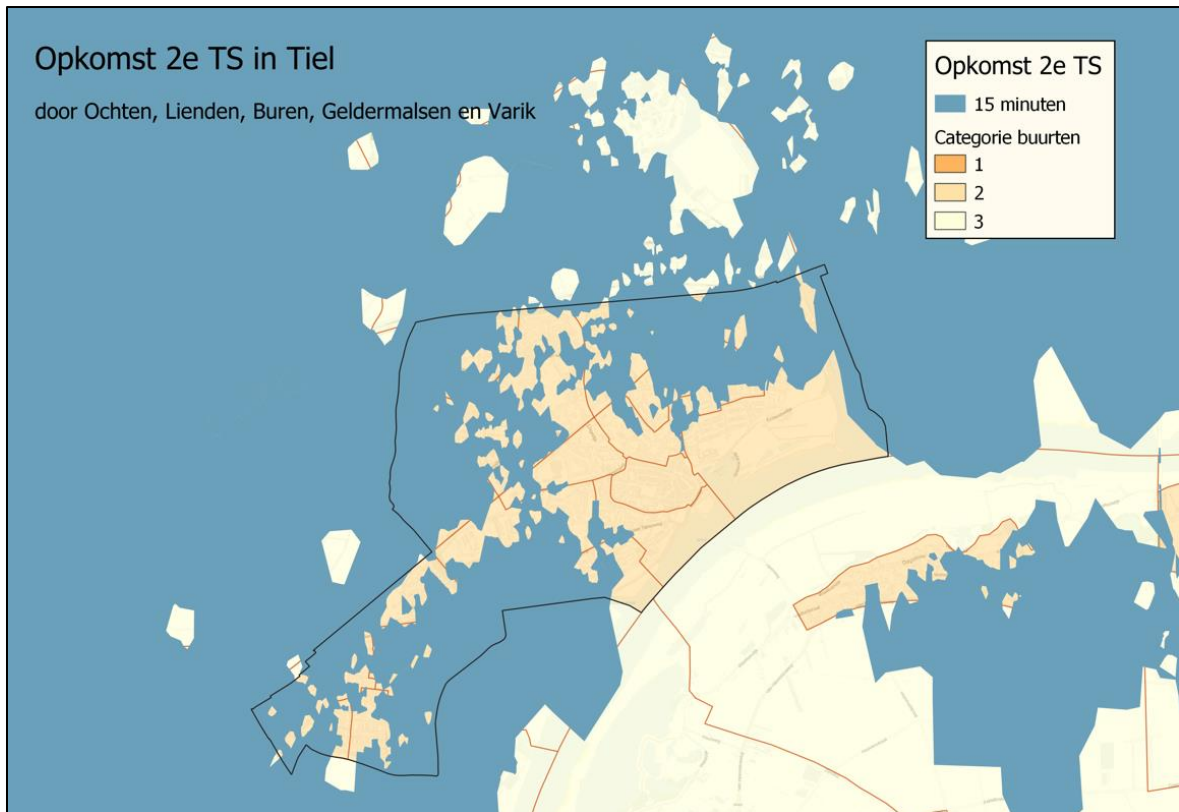 Opkomst 2e TS in Tiel
door Ochten, Lienden, Buren, Geldermalsen en Varik
Opkomst 2e TS
15 minuten
Categorie buurten
1
2
3